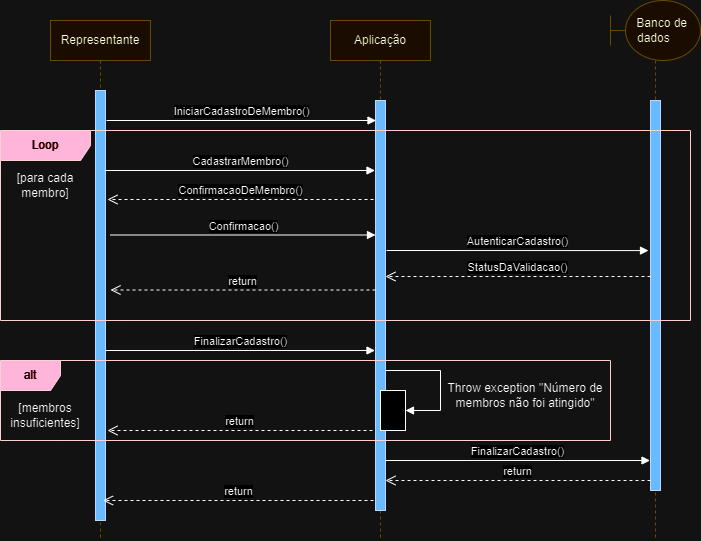 Representante
Aplicação
Banco de
dados
IniciarCadastroDeMembro()
Loop
[para cada
membro]
CadastrarMembro()
ConfirmacaoDeMembro()
Confirmacao()
AutenticarCadastro()
StatusDaValidacao()
return
FinalizarCadastro()
alt
[membros
insuficientes]
Throw exception "Número de
membros não foi atingido"
return
FinalizarCadastro()
return
return